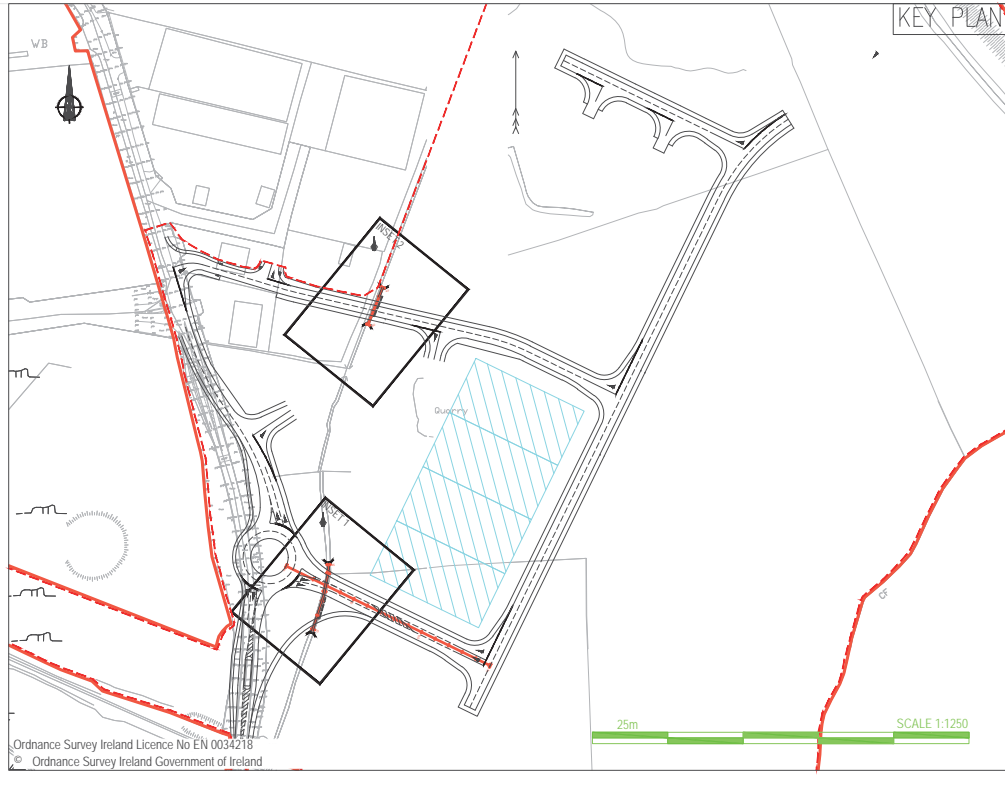 KEY PLAN
WB
INSET 2
Quarry
INSET 1
CF
25m
SCALE 1:1250
Ordnance Survey Ireland Licence No EN 0034218
© Ordnance Survey Ireland Government of Ireland